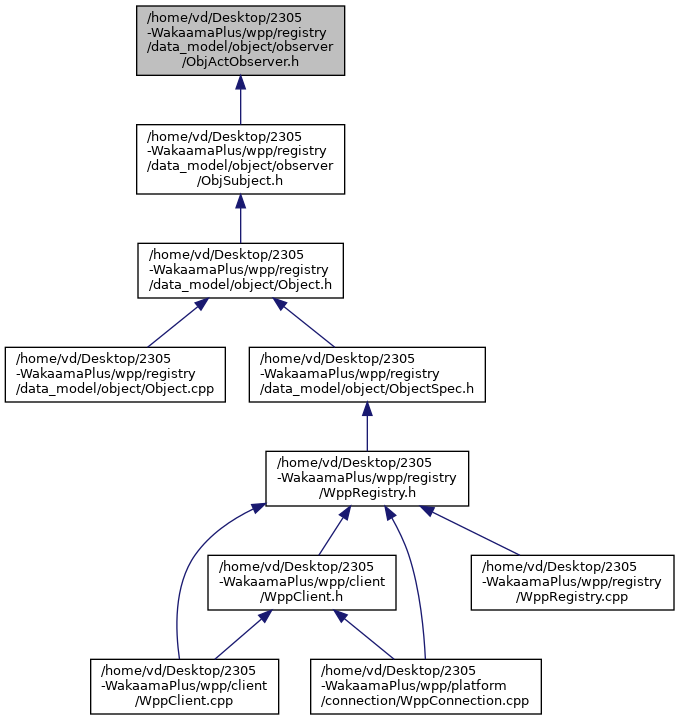 /home/vd/Desktop/2305
-WakaamaPlus/wpp/registry
/data_model/object/observer
/ObjActObserver.h
/home/vd/Desktop/2305
-WakaamaPlus/wpp/registry
/data_model/object/observer
/ObjSubject.h
/home/vd/Desktop/2305
-WakaamaPlus/wpp/registry
/data_model/object/Object.h
/home/vd/Desktop/2305
-WakaamaPlus/wpp/registry
/data_model/object/Object.cpp
/home/vd/Desktop/2305
-WakaamaPlus/wpp/registry
/data_model/object/ObjectSpec.h
/home/vd/Desktop/2305
-WakaamaPlus/wpp/registry
/WppRegistry.h
/home/vd/Desktop/2305
-WakaamaPlus/wpp/client
/WppClient.h
/home/vd/Desktop/2305
-WakaamaPlus/wpp/registry
/WppRegistry.cpp
/home/vd/Desktop/2305
-WakaamaPlus/wpp/client
/WppClient.cpp
/home/vd/Desktop/2305
-WakaamaPlus/wpp/platform
/connection/WppConnection.cpp